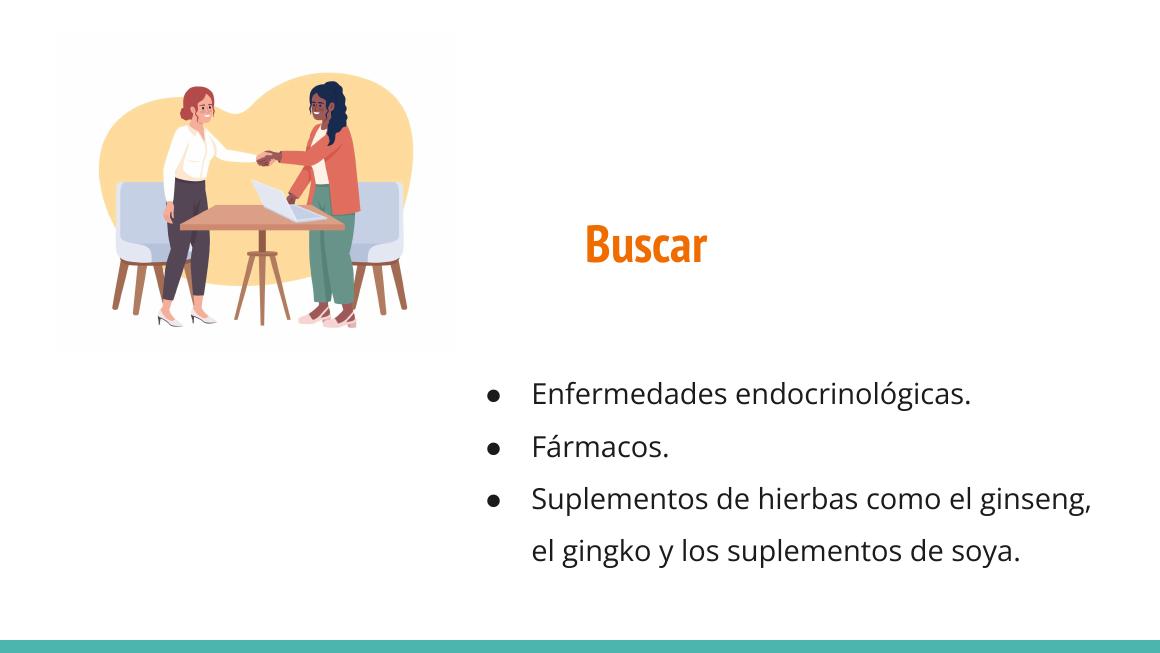 Buscar
● Enfermedades endocrinológicas.
● Fármacos.
● Suplementos de hierbas como el ginseng,
el gingko y los suplementos de soya.